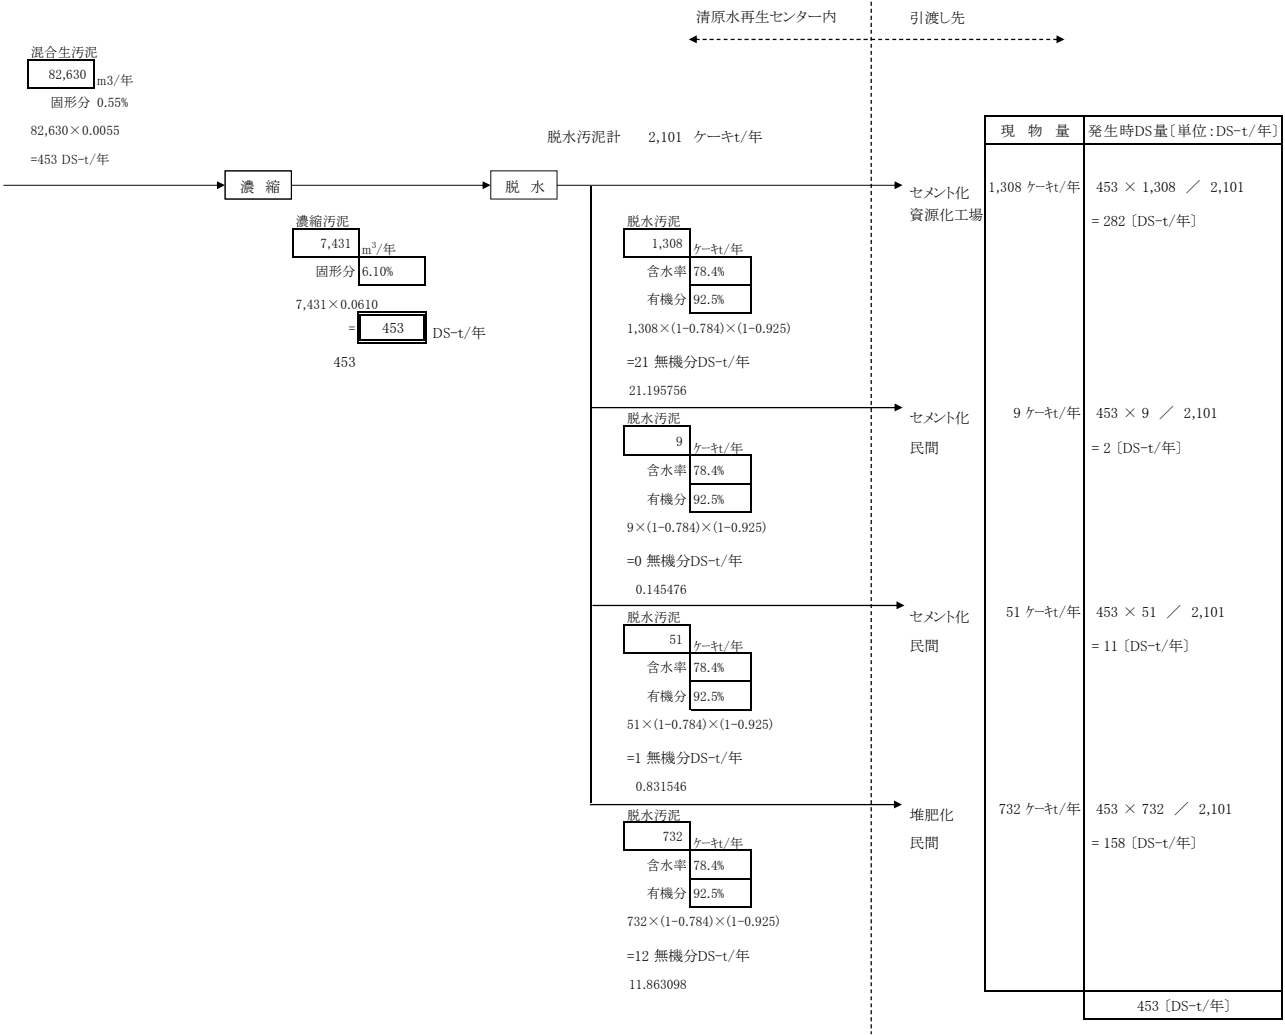 清原水再生センター内
引渡し先
混合生汚泥
82,630 m3/年
固形分 0.55%
82,630×0.0055
=453 DS-t/年
脱水汚泥計 2,101 ケーキt/年
濃 縮
脱 水
濃縮汚泥
7,431 m³/年
固形分 6.10%
7,431×0.0610
= 453 DS-t/年
453
脱水汚泥
1,308 ケーキt/年
含水率 78.4%
有機分 92.5%
1,308×(1-0.784)×(1-0.925)
=21 無機分DS-t/年
21.195756
脱水汚泥
9 ケーキt/年
含水率 78.4%
有機分 92.5%
9×(1-0.784)×(1-0.925)
=0 無機分DS-t/年
0.145476
脱水汚泥
51 ケーキt/年
含水率 78.4%
有機分 92.5%
51×(1-0.784)×(1-0.925)
=1 無機分DS-t/年
0.831546
脱水汚泥
732 ケーキt/年
含水率 78.4%
有機分 92.5%
732×(1-0.784)×(1-0.925)
=12 無機分DS-t/年
11.863098
セメント化
資源化工場
セメント化
民間
セメント化
民間
堆肥化
民間
現 物 量 発生時DS量〔単位:DS-t/年〕
1,308 ケーキt/年 453 × 1,308 ／ 2,101
= 282 〔DS-t/年〕
9 ケーキt/年 453 × 9 ／ 2,101
= 2 〔DS-t/年〕
51 ケーキt/年 453 × 51 ／ 2,101
= 11 〔DS-t/年〕
732 ケーキt/年 453 × 732 ／ 2,101
= 158 〔DS-t/年〕
453 〔DS-t/年〕